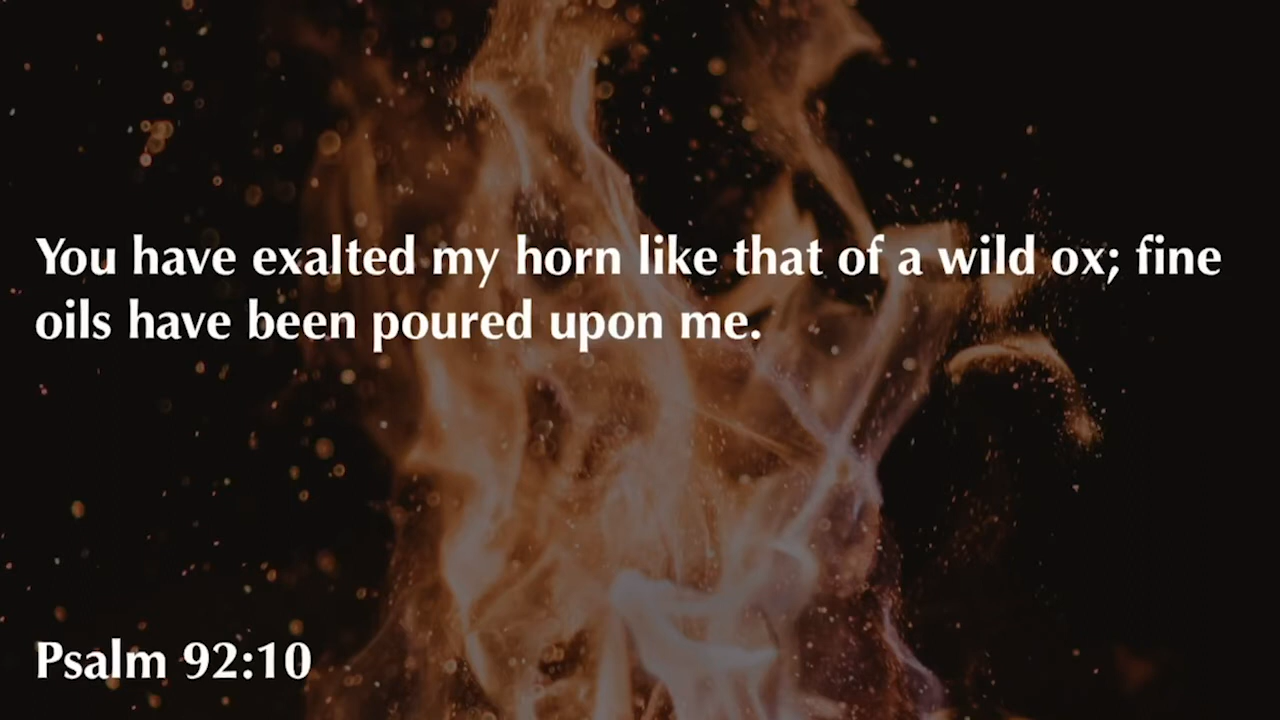 You have exalted my horn like that of a wild ox; fine
oils have been poured upon me.
Psalm 92:10